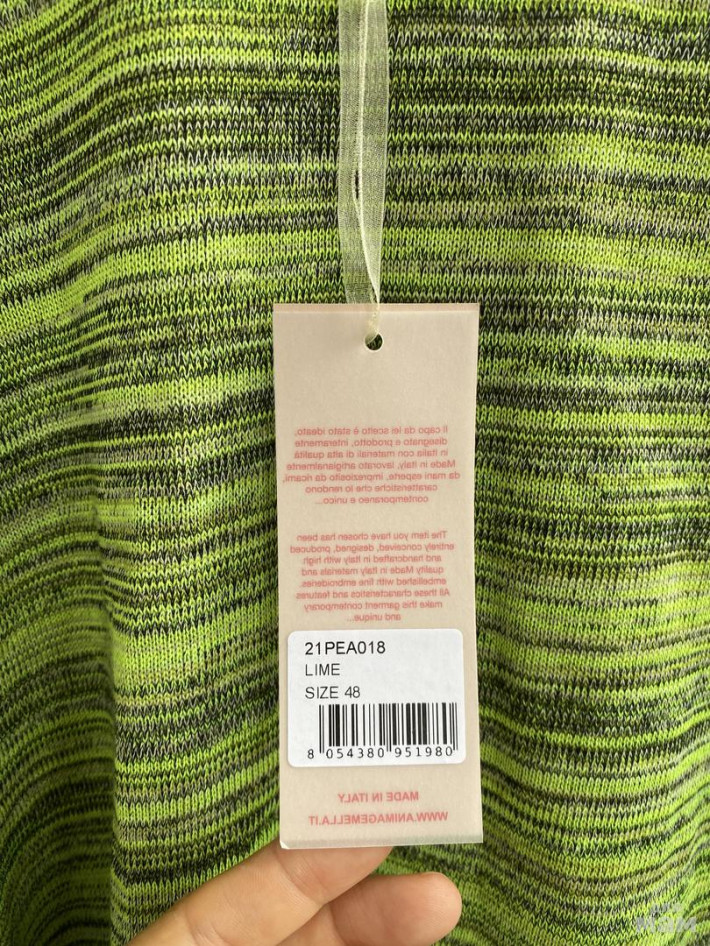 Il capo da lei scelto è stato ideato,
disegnato e prodotto, interamente
in Italia con materiali di alta qualità
Made in Italy, lavorato artigianalmente
da mani esperte, impreziosito da ricami,
caratteristiche che lo rendono
contemporaneo e unico...
The item you have chosen has been
entirely conceived, designed, produced
and handcrafted in Italy with high
quality Made in Italy materials and
embellished with fine embroideries.
All these characteristics and features
make this garment contemporary
and unique...
21PEA018
LIME
SIZE 48
8 054380 951980
MADE IN ITALY
WWW.ANIMAGEMELLA.IT